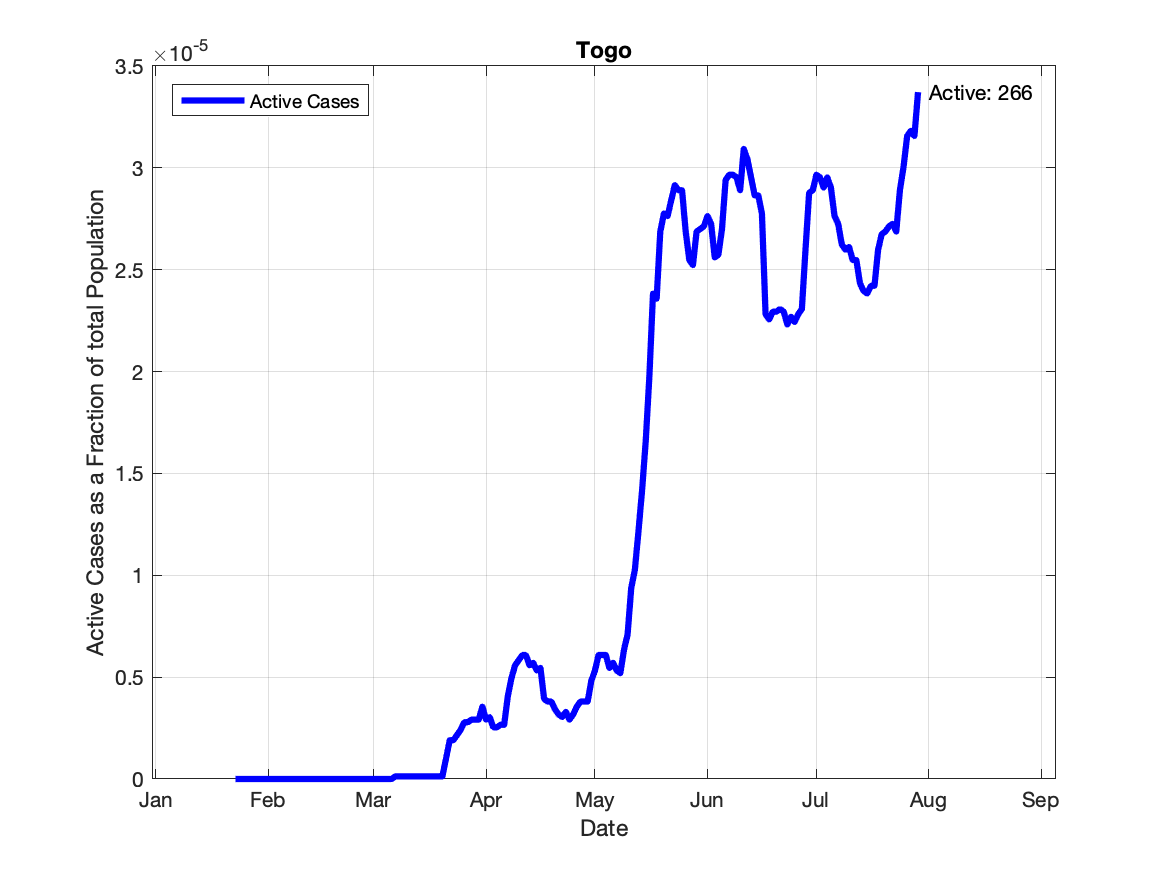 Togo
×10-5
3.5
3
2.5
2
1.5
1
0.5
0
Active Cases
Active: 266
Active Cases as a Fraction of total Population
Jan Feb Mar Apr May Jun Jul Aug Sep
Date